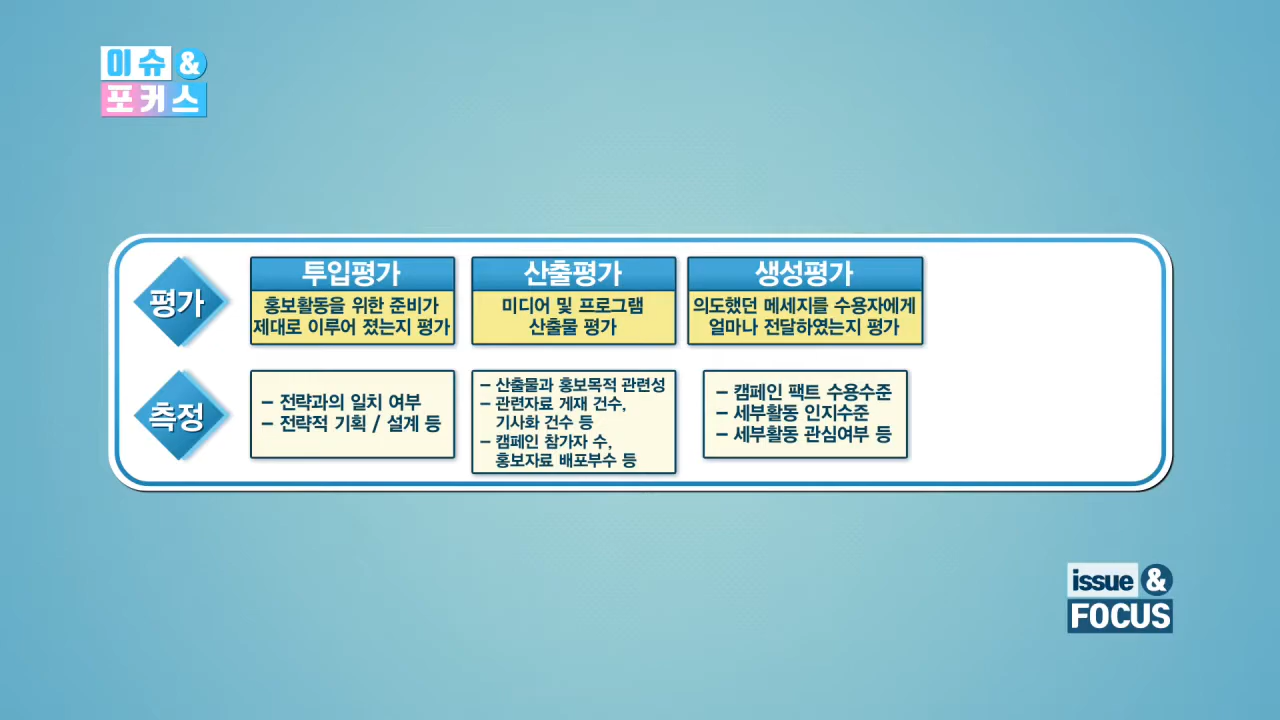 이슈 &
포커스
평가
투입평가
홍보활동을 위한 준비가
제대로 이루어 졌는지 평가
산출평가
미디어 및 프로그램
산출물 평가
생성평가
의도했던 메세지를 수용자에게
얼마나 전달하였는지 평가
측정
– 전략과의 일치 여부
– 전략적 기획 / 설계 등
– 산출물과 홍보목적 관련성
– 관련자료 게재 건수,
기사화 건수 등
– 캠페인 참가자 수,
홍보자료 배포부수 등
– 캠페인 팩트 수용수준
– 세부활동 인지수준
– 세부활동 관심여부 등
issue &
FOCUS